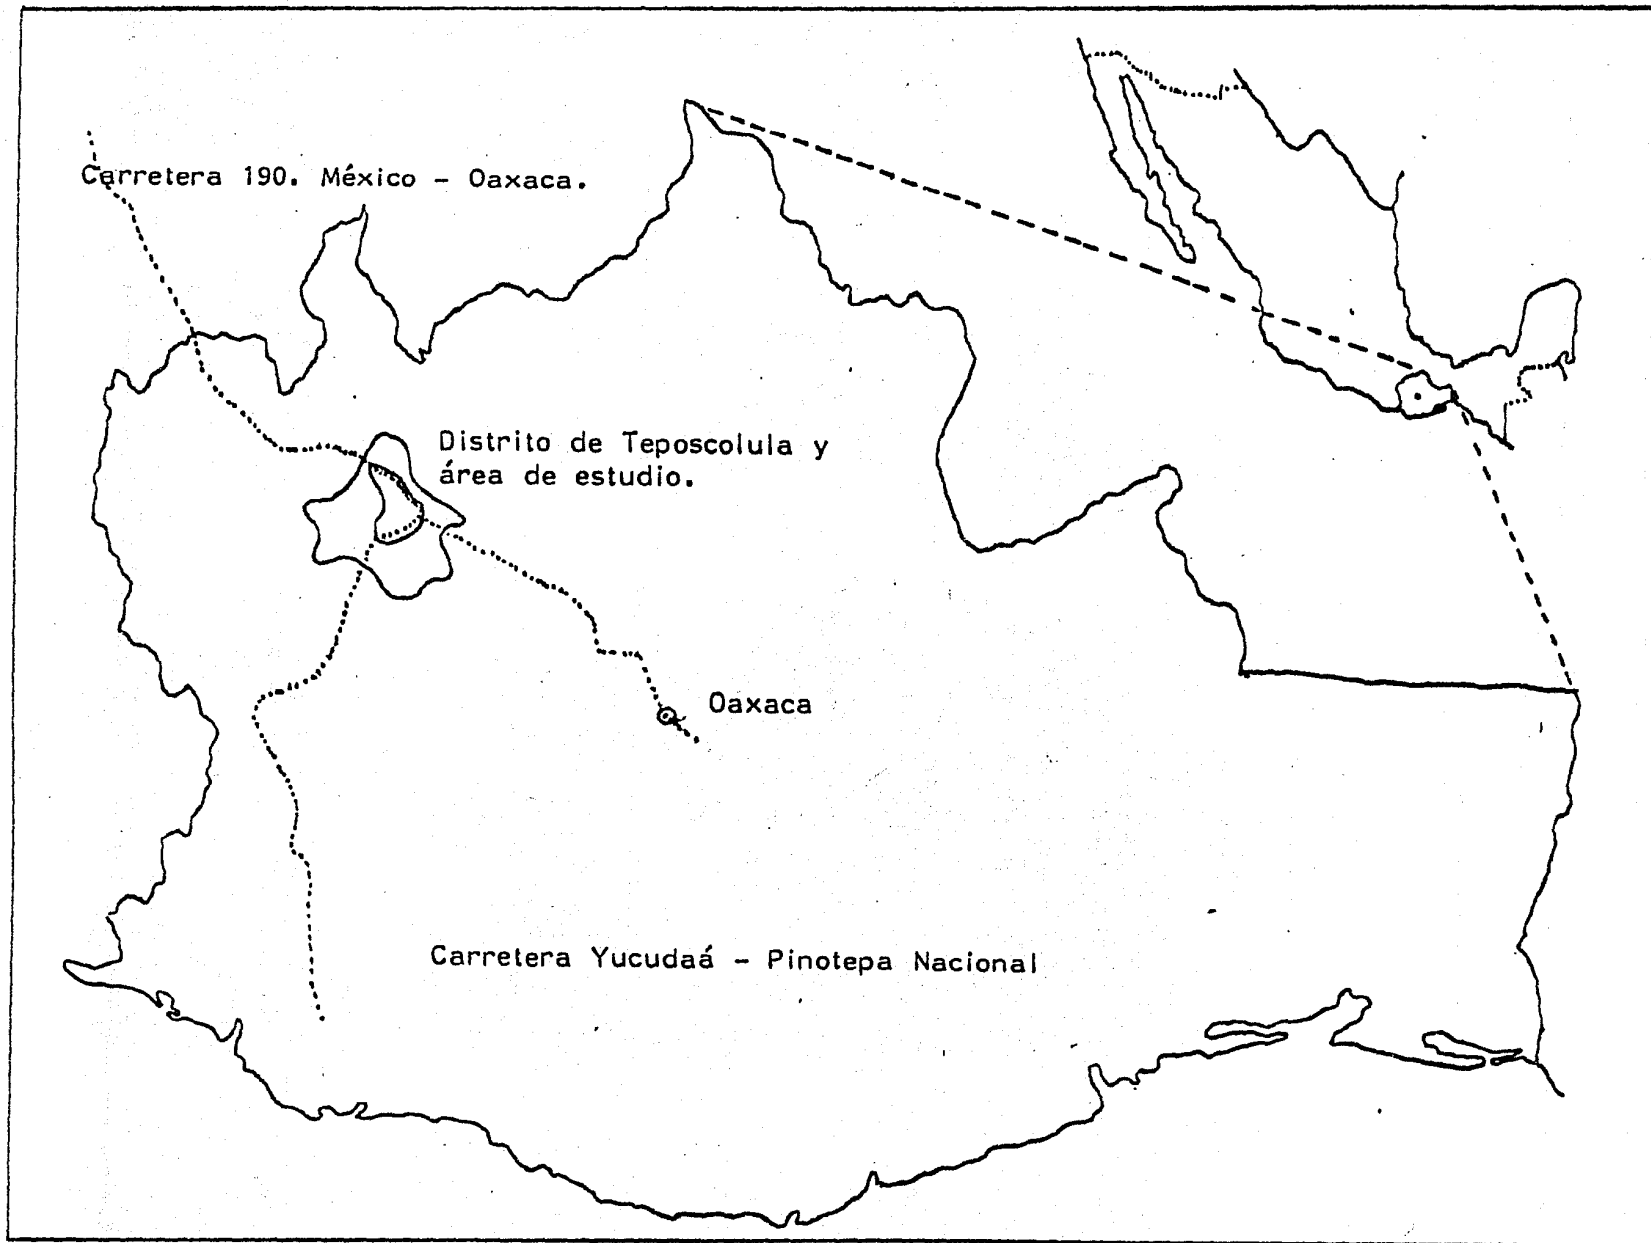 Carretera 190. México - Oaxaca.
Distrito de Teposcolula y
área de estudio.
Oaxaca
Carretera Yucudaá - Pinotepa Nacional